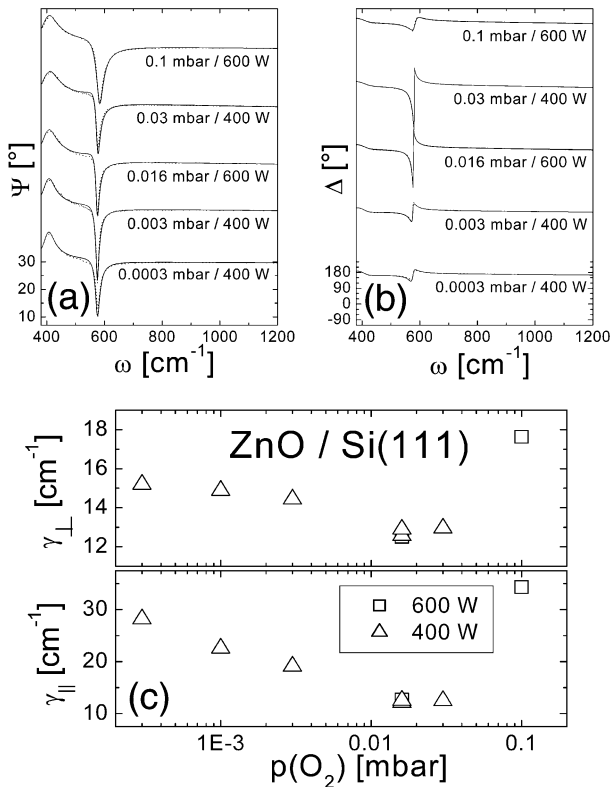 0.1 mbar / 600 W
0.03 mbar / 400 W
0.016 mbar / 600 W
0.003 mbar / 400 W
0.0003 mbar / 400 W
Ψ [°]
30
20
10
(a)
400 600 800 1000 1200
ω [cm⁻¹]
0.1 mbar / 600 W
0.03 mbar / 400 W
0.016 mbar / 600 W
0.003 mbar / 400 W
0.0003 mbar / 400 W
Δ [°]
180
90
0
-90
(b)
400 600 800 1000 1200
ω [cm⁻¹]
ZnO / Si(111)
γ⊥ [cm⁻¹]
18
16
14
12
γ|| [cm⁻¹]
30
20
10
600 W
400 W
(c)
1E-3 0.01 0.1
p(O₂) [mbar]